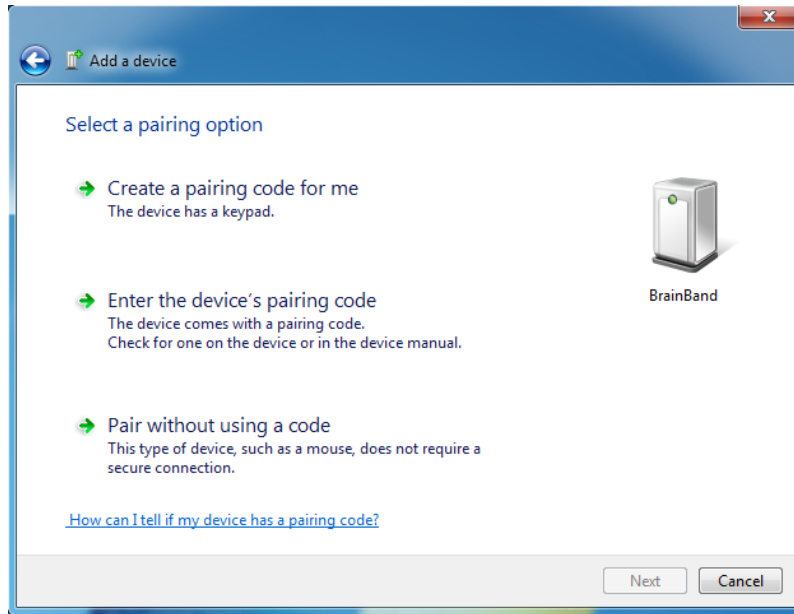 Add a device
Select a pairing option
Create a pairing code for me
The device has a keypad.
BrainBand
Enter the device's pairing code
The device comes with a pairing code.
Check for one on the device or in the device manual.
Pair without using a code
This type of device, such as a mouse, does not require a
secure connection.
How can I tell if my device has a pairing code?
Next
Cancel